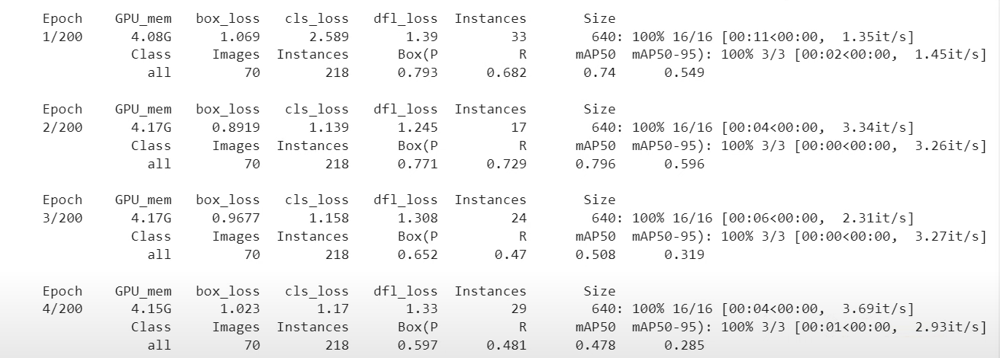 Epoch GPU_mem box_loss cls_loss dfl_loss Instances Size
1/200 4.08G 1.069 2.589 1.39 33 640: 100% 16/16 [00:11<00:00, 1.35it/s]
Class Images Instances Box(P R mAP50 mAP50-95): 100% 3/3 [00:02<00:00, 1.45it/s]
all 70 218 0.793 0.682 0.74 0.549
Epoch GPU_mem box_loss cls_loss dfl_loss Instances Size
2/200 4.17G 0.8919 1.139 1.245 17 640: 100% 16/16 [00:04<00:00, 3.34it/s]
Class Images Instances Box(P R mAP50 mAP50-95): 100% 3/3 [00:00<00:00, 3.26it/s]
all 70 218 0.771 0.729 0.796 0.596
Epoch GPU_mem box_loss cls_loss dfl_loss Instances Size
3/200 4.17G 0.9677 1.158 1.308 24 640: 100% 16/16 [00:06<00:00, 2.31it/s]
Class Images Instances Box(P R mAP50 mAP50-95): 100% 3/3 [00:00<00:00, 3.27it/s]
all 70 218 0.652 0.47 0.508 0.319
Epoch GPU_mem box_loss cls_loss dfl_loss Instances Size
4/200 4.15G 1.023 1.17 1.33 29 640: 100% 16/16 [00:04<00:00, 3.69it/s]
Class Images Instances Box(P R mAP50 mAP50-95): 100% 3/3 [00:01<00:00, 2.93it/s]
all 70 218 0.597 0.481 0.478 0.285